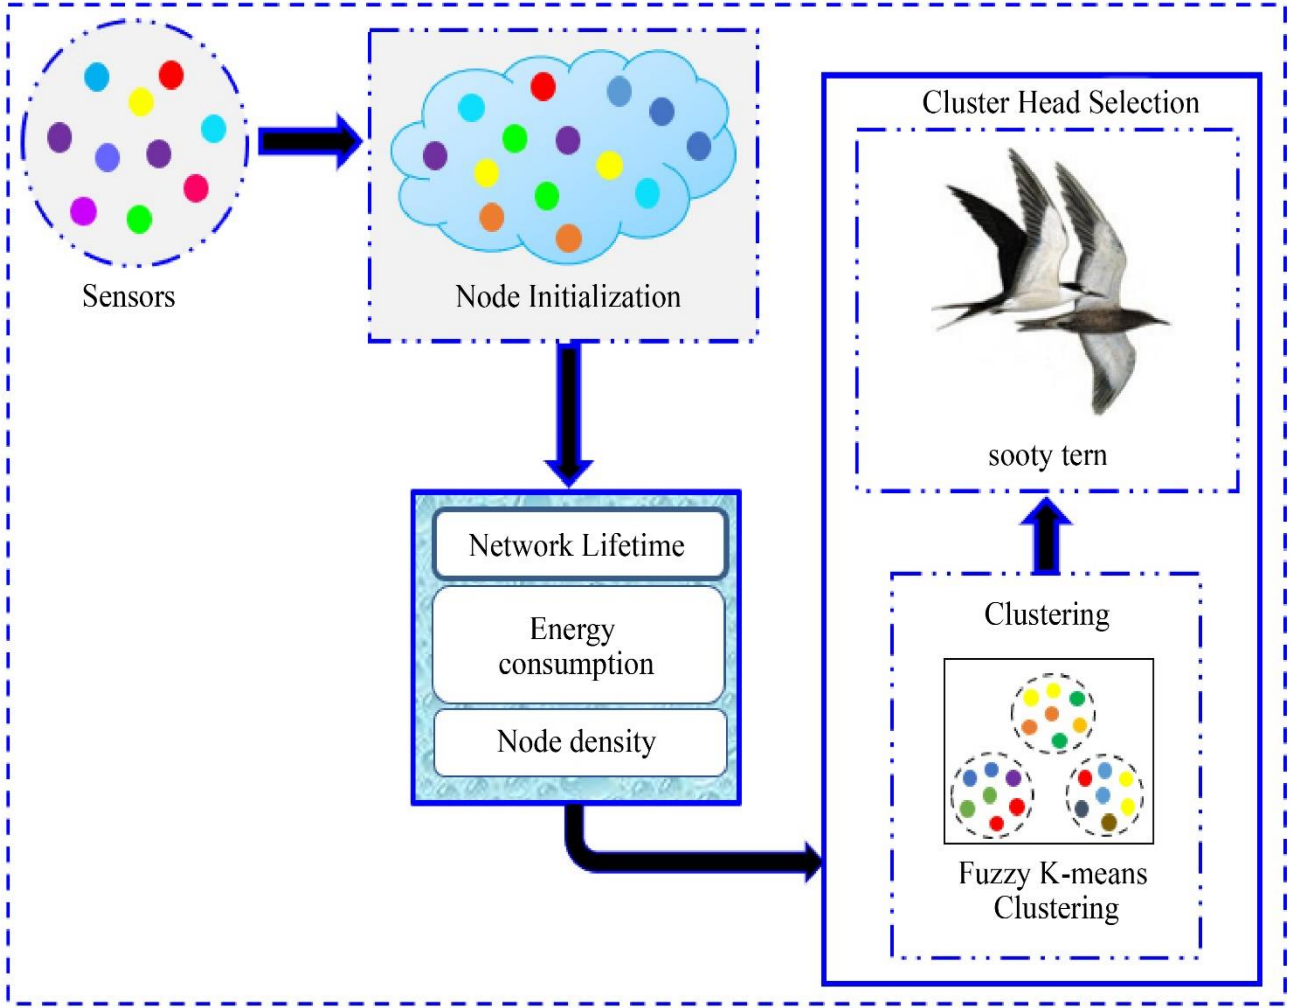 Sensors
Node Initialization
Network Lifetime
Energy
consumption
Node density
Cluster Head Selection
sooty tern
Clustering
Fuzzy K-means
Clustering